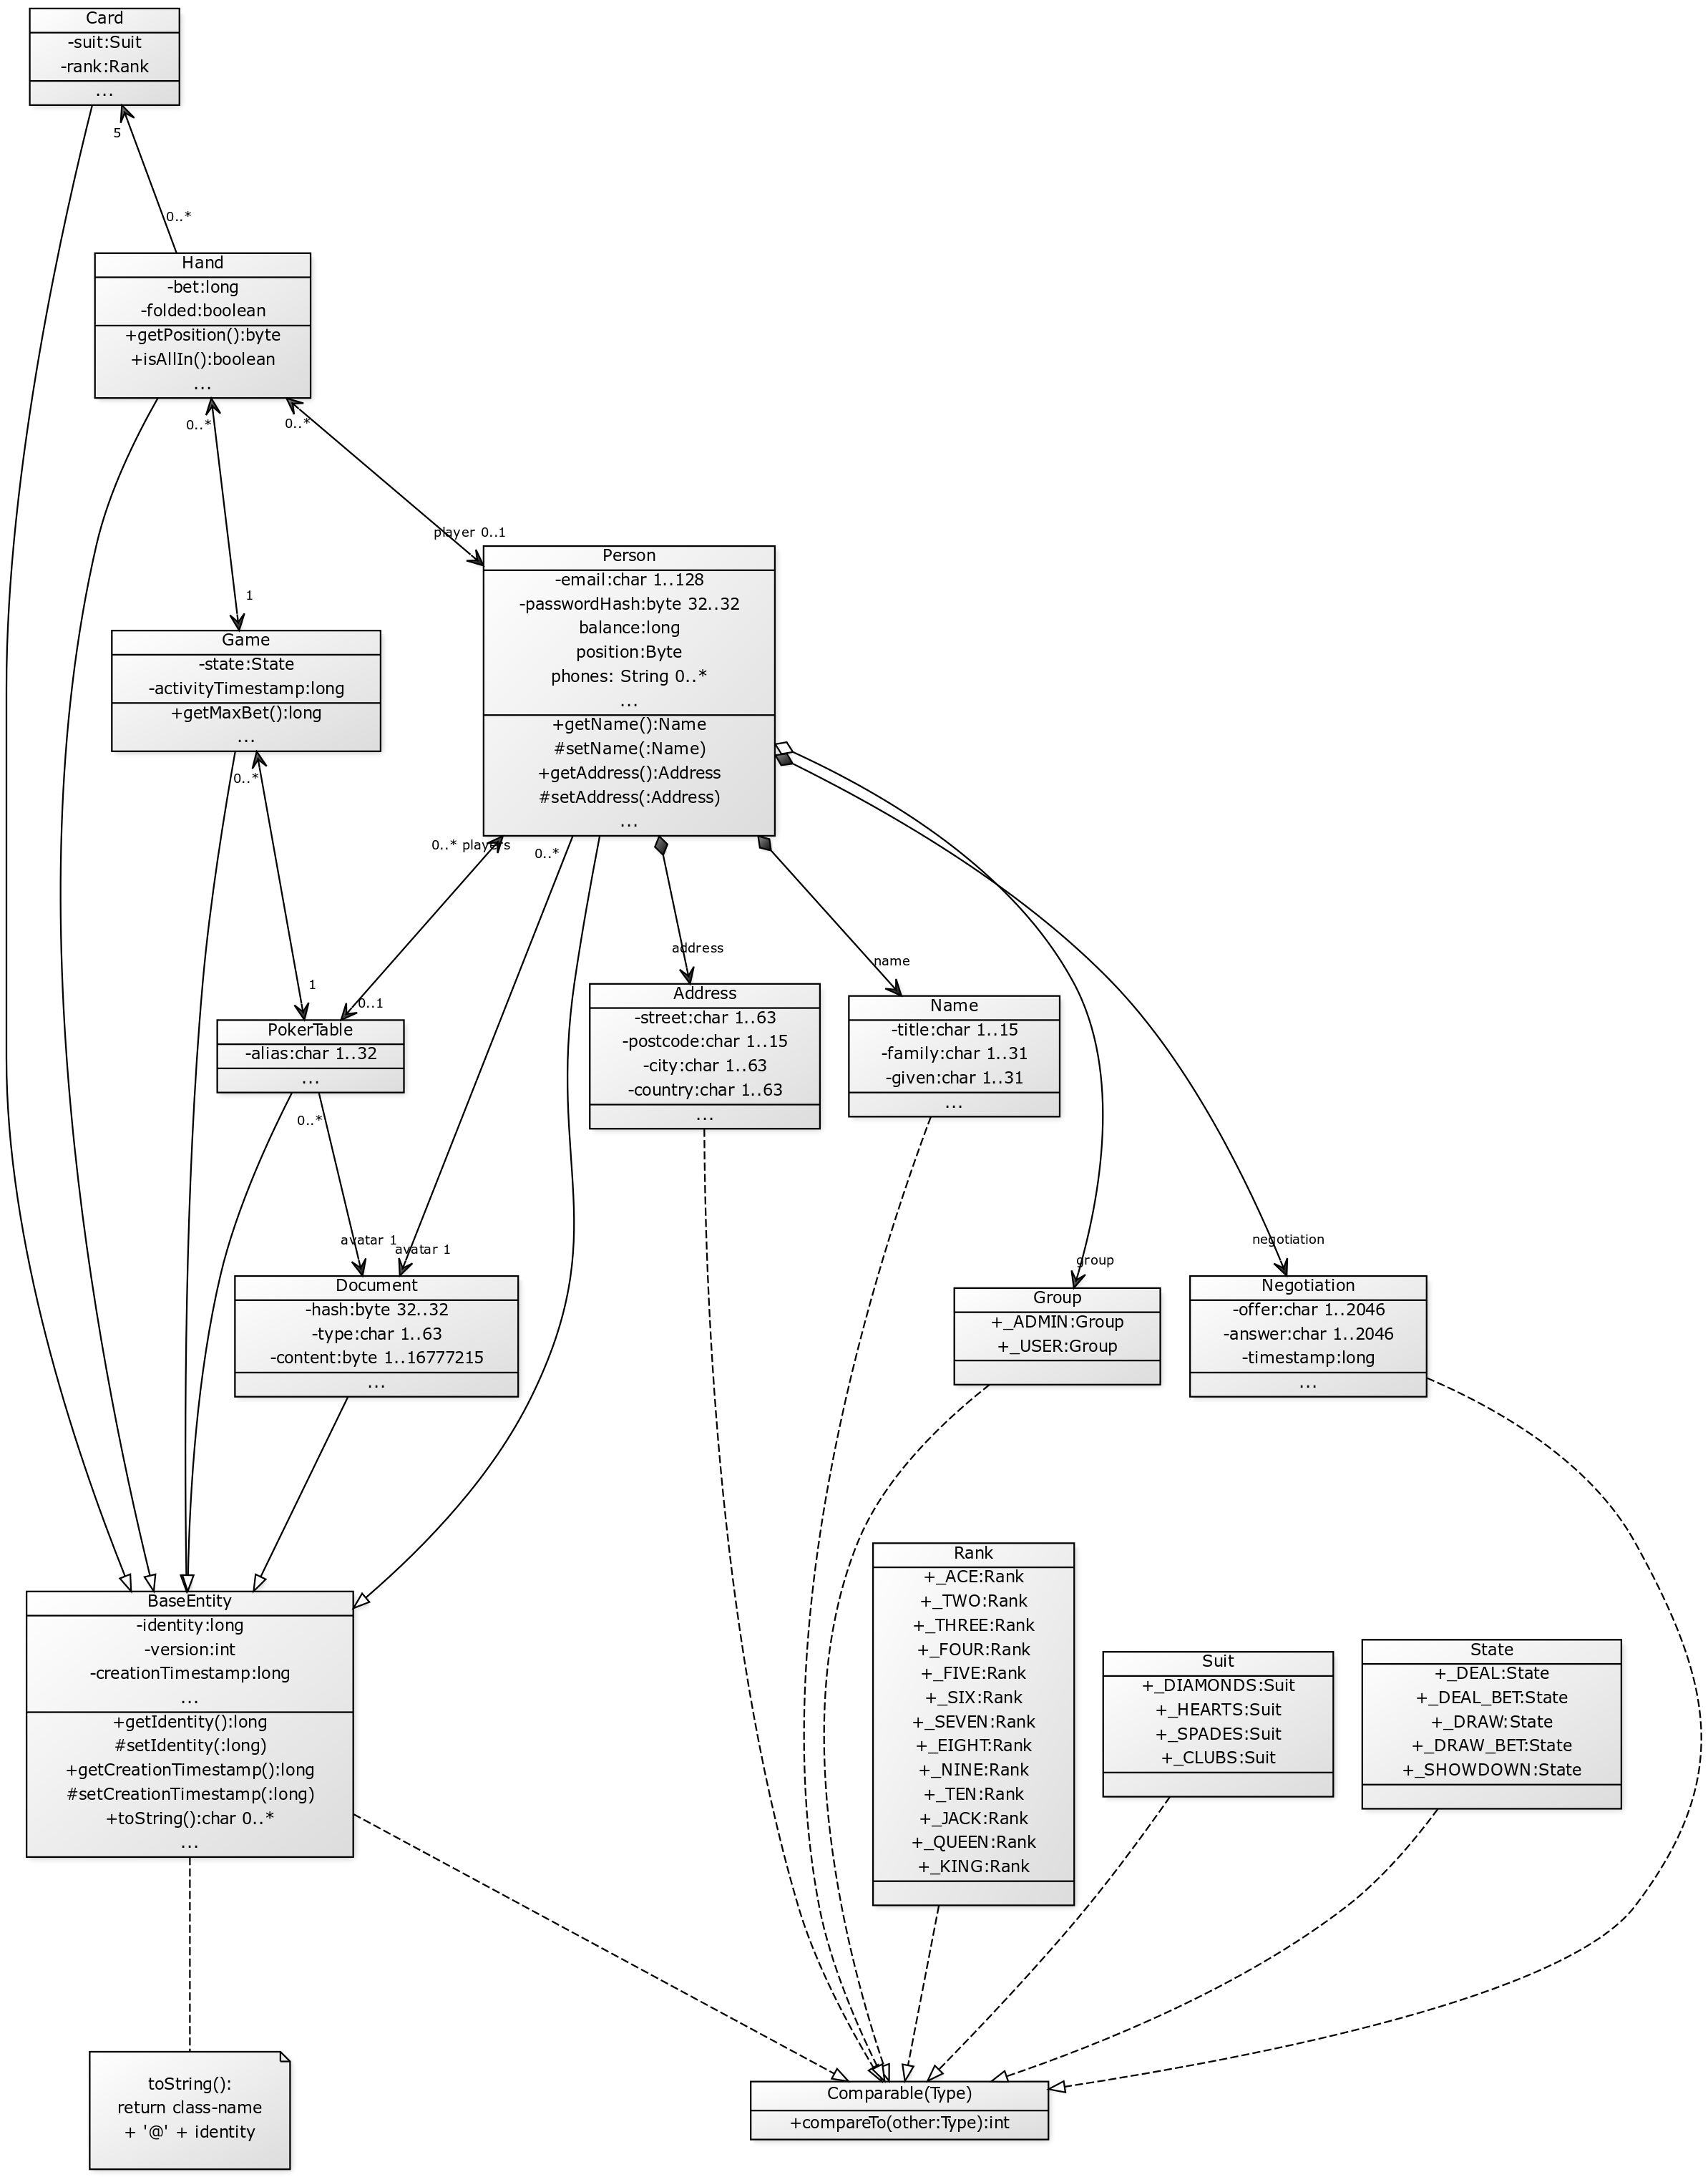 Card
-suit:Suit
-rank:Rank
...
5
0..*
Hand
-bet:long
-folded:boolean
+getPosition():byte
+isAllIn():boolean
...
0..*
0..*
player 0..1
1
Person
-email:char 1..128
-passwordHash:byte 32..32
balance:long
position:Byte
phones: String 0..*
...
+getName():Name
#setName(:Name)
+getAddress():Address
#setAddress(:Address)
...
Game
-state:State
-activityTimestamp:long
+getMaxBet():long
...
0..*
0..* players
0..*
address
name
1
0..1
PokerTable
-alias:char 1..32
...
0..*
Address
-street:char 1..63
-postcode:char 1..15
-city:char 1..63
-country:char 1..63
...
Name
-title:char 1..15
-family:char 1..31
-given:char 1..31
...
avatar 1
avatar 1
group
negotiation
Document
-hash:byte 32..32
-type:char 1..63
-content:byte 1..16777215
...
Group
+_ADMIN:Group
+_USER:Group
Negotiation
-offer:char 1..2046
-answer:char 1..2046
-timestamp:long
...
BaseEntity
-identity:long
-version:int
-creationTimestamp:long
...
+getIdentity():long
#setIdentity(:long)
+getCreationTimestamp():long
#setCreationTimestamp(:long)
+toString():char 0..*
...
Rank
+_ACE:Rank
+_TWO:Rank
+_THREE:Rank
+_FOUR:Rank
+_FIVE:Rank
+_SIX:Rank
+_SEVEN:Rank
+_EIGHT:Rank
+_NINE:Rank
+_TEN:Rank
+_JACK:Rank
+_QUEEN:Rank
+_KING:Rank
Suit
+_DIAMONDS:Suit
+_HEARTS:Suit
+_SPADES:Suit
+_CLUBS:Suit
State
+_DEAL:State
+_DEAL_BET:State
+_DRAW:State
+_DRAW_BET:State
+_SHOWDOWN:State
toString():
return class-name
+ '@' + identity
Comparable(Type)
+compareTo(other:Type):int